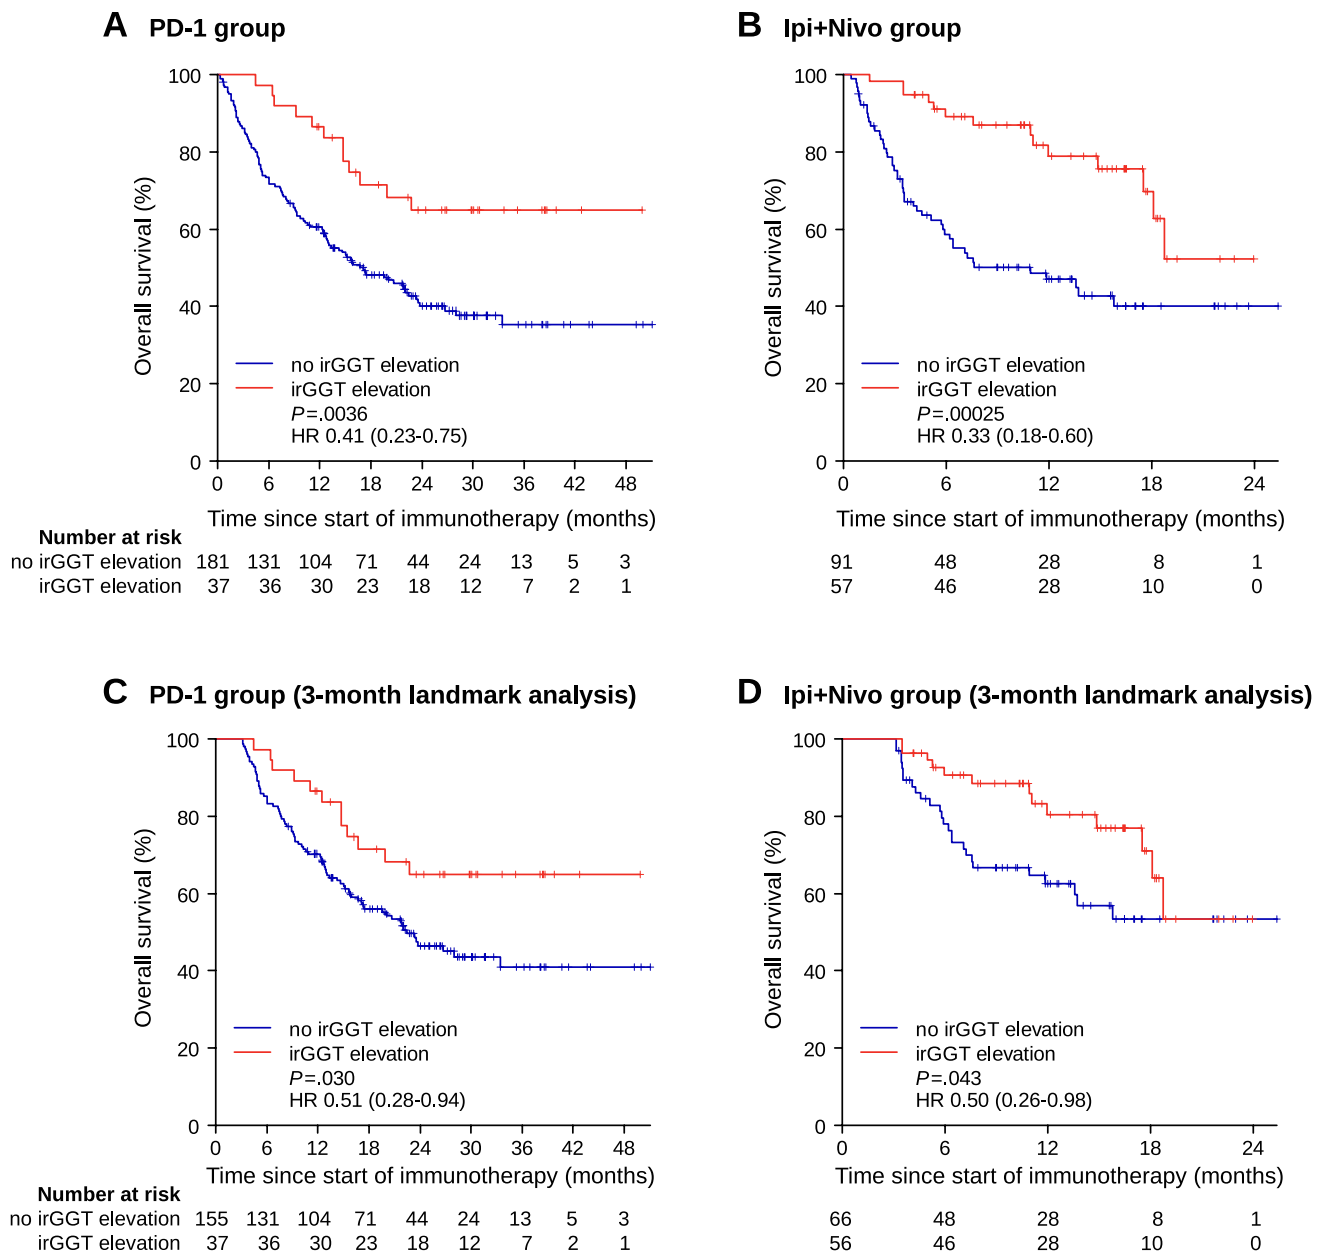 A PD-1 group
100
80
60
40
20
0
Overall survival (%)
no irGGT elevation
irGGT elevation
P=.0036
HR 0.41 (0.23-0.75)
0 6 12 18 24 30 36 42 48
Time since start of immunotherapy (months)
Number at risk
no irGGT elevation 181 131 104 71 44 24 13 5 3
irGGT elevation 37 36 30 23 18 12 7 2 1
B Ipi+Nivo group
100
80
60
40
20
0
Overall survival (%)
no irGGT elevation
irGGT elevation
P=.00025
HR 0.33 (0.18-0.60)
0 6 12 18 24
Time since start of immunotherapy (months)
91 48 28 8 1
57 46 28 10 0
C PD-1 group (3-month landmark analysis)
100
80
60
40
20
0
Overall survival (%)
no irGGT elevation
irGGT elevation
P=.030
HR 0.51 (0.28-0.94)
0 6 12 18 24 30 36 42 48
Time since start of immunotherapy (months)
Number at risk
no irGGT elevation 155 131 104 71 44 24 13 5 3
irGGT elevation 37 36 30 23 18 12 7 2 1
D Ipi+Nivo group (3-month landmark analysis)
100
80
60
40
20
0
Overall survival (%)
no irGGT elevation
irGGT elevation
P=.043
HR 0.50 (0.26-0.98)
0 6 12 18 24
Time since start of immunotherapy (months)
66 48 28 8 1
56 46 28 10 0